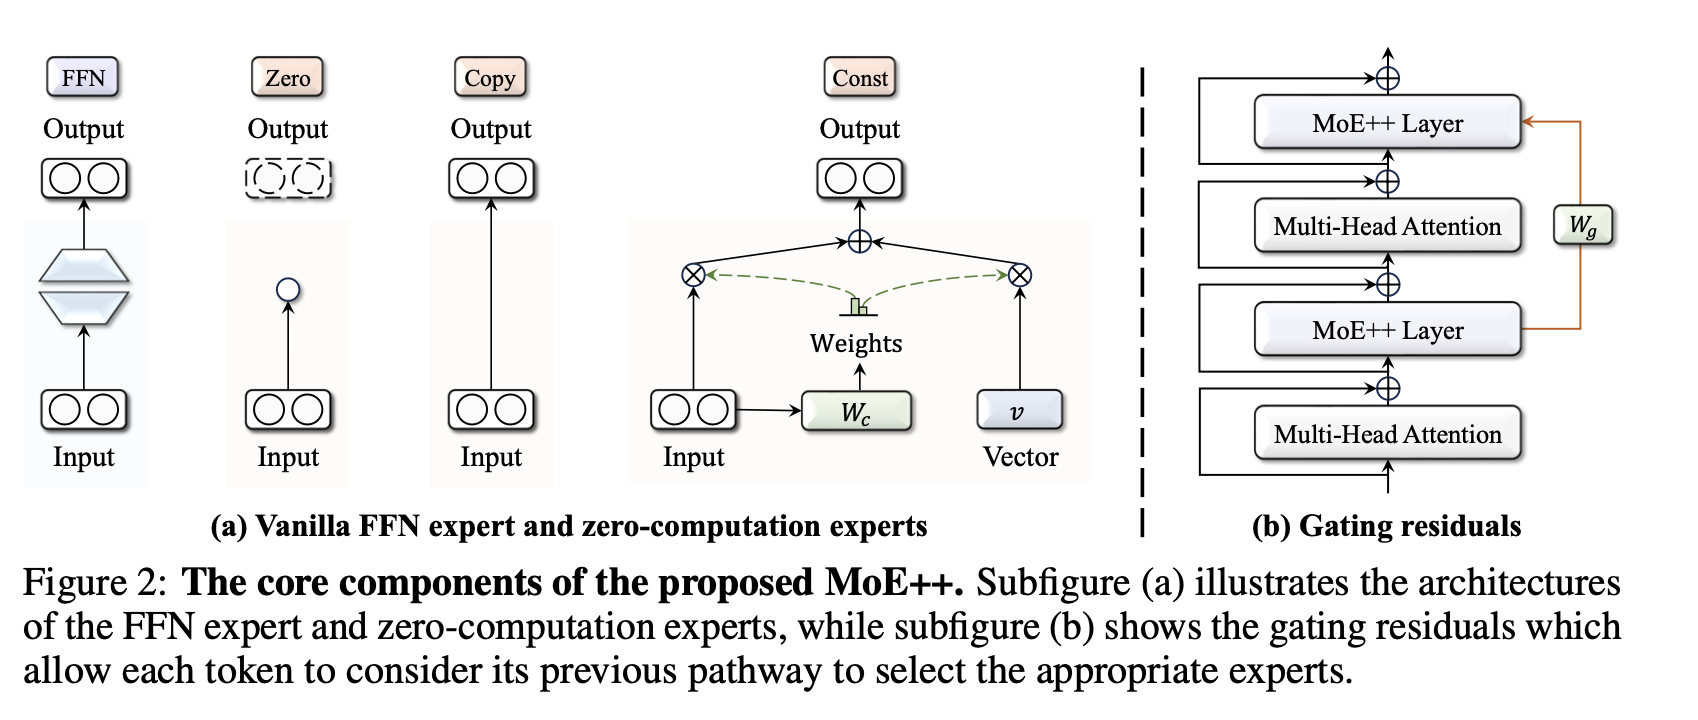 FFN Zero Copy Const
Output Output Output Output
Weights
W_c v
Input Input Input Input Vector
(a) Vanilla FFN expert and zero-computation experts
MoE++ Layer
Multi-Head Attention
W_g
MoE++ Layer
Multi-Head Attention
(b) Gating residuals
Figure 2: The core components of the proposed MoE++. Subfigure (a) illustrates the architectures
of the FFN expert and zero-computation experts, while subfigure (b) shows the gating residuals which
allow each token to consider its previous pathway to select the appropriate experts.